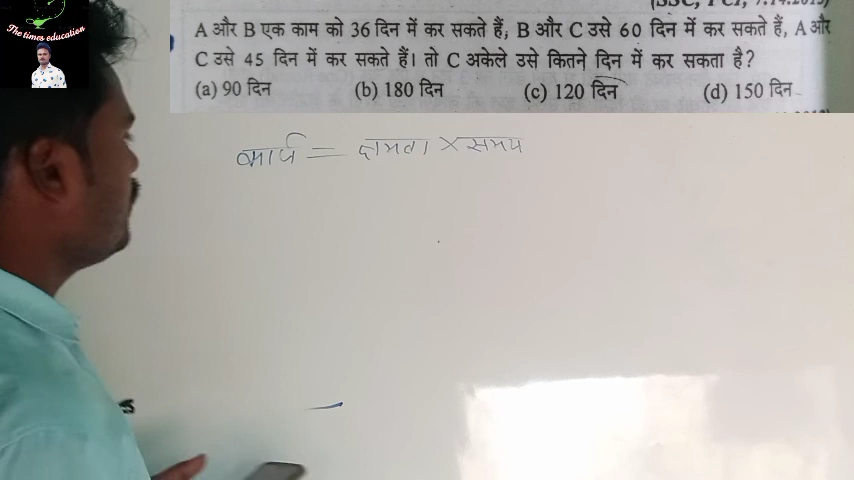 The times education
A और B एक काम को 36 दिन में कर सकते हैं, B और C उसे 60 दिन में कर सकते हैं, A और
C उसे 45 दिन में कर सकते हैं। तो C अकेले उसे कितने दिन में कर सकता है?
(a) 90 दिन (b) 180 दिन (c) 120 दिन (d) 150 दिन
कार्य = क्षमता × समय